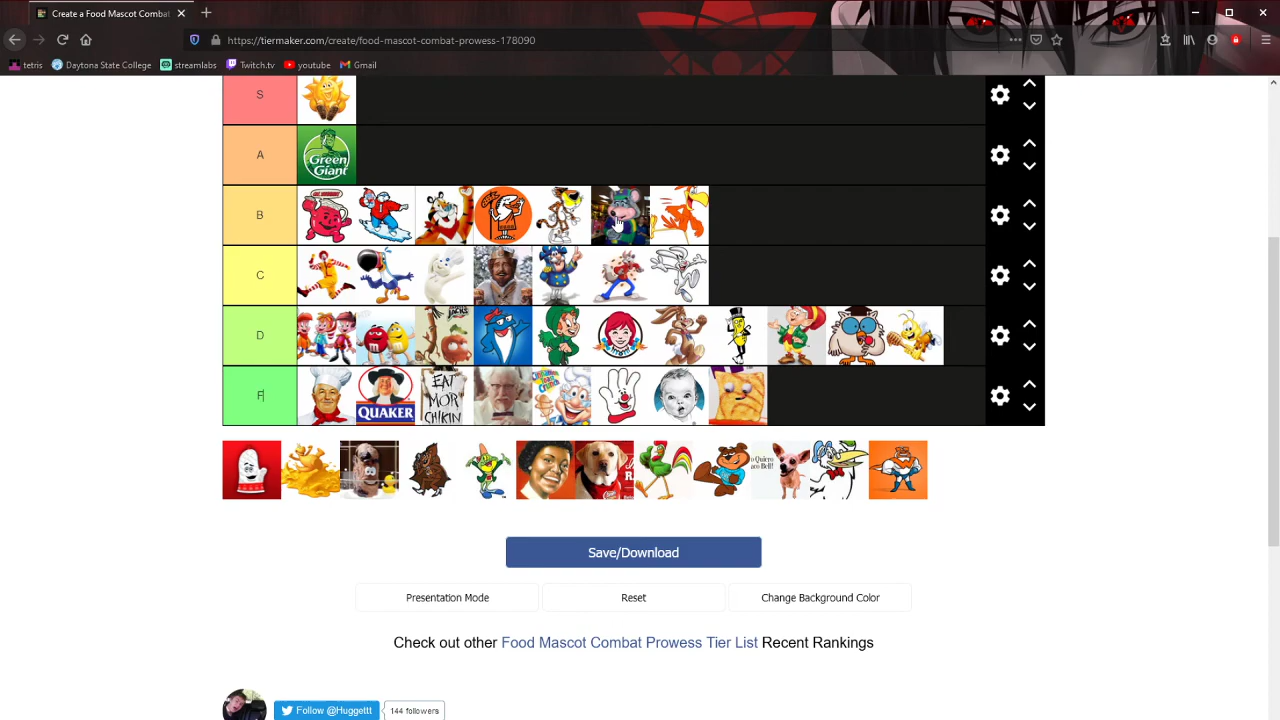 Create a Food Mascot Combat
https://tiermaker.com/create/food-mascot-combat-prowess-178090
tetris
Daytona State College
streamlabs
Twitch.tv
youtube
Gmail
S
A
Green
Giant
B
C
D
F
QUAKER
EAT
MOR
CHIKIN
Save/Download
Presentation Mode
Reset
Change Background Color
Check out other Food Mascot Combat Prowess Tier List Recent Rankings
Follow @Huggettt
144 followers